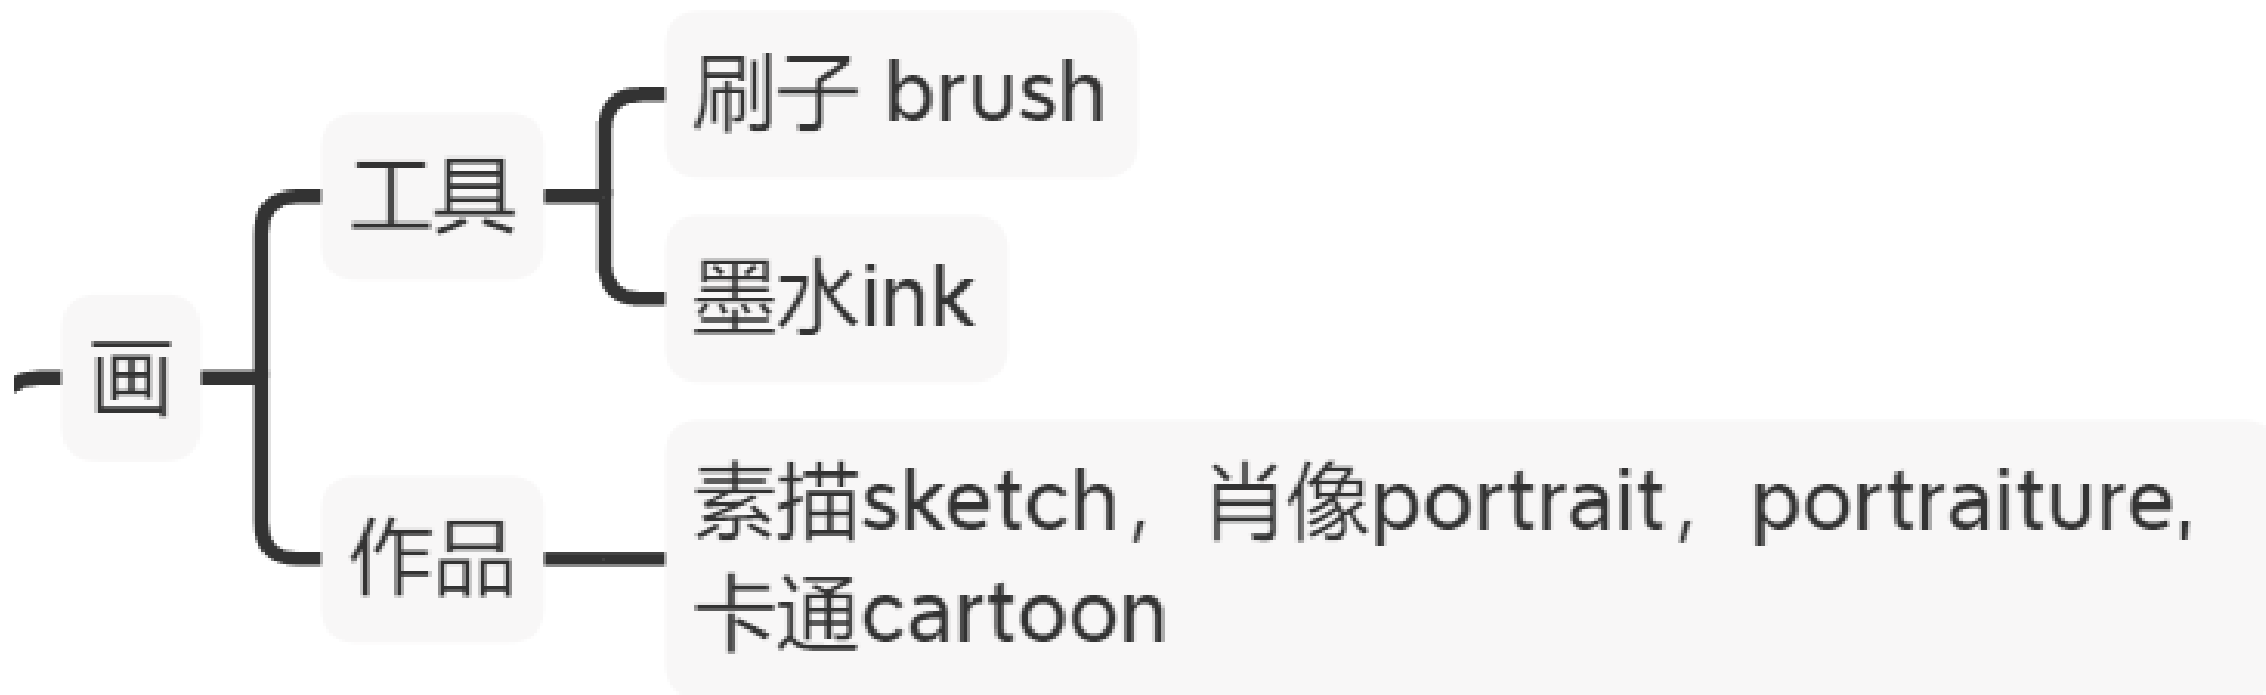 刷子 brush
工具
墨水ink
画
素描sketch，肖像portrait，portraiture,
作品
卡通cartoon